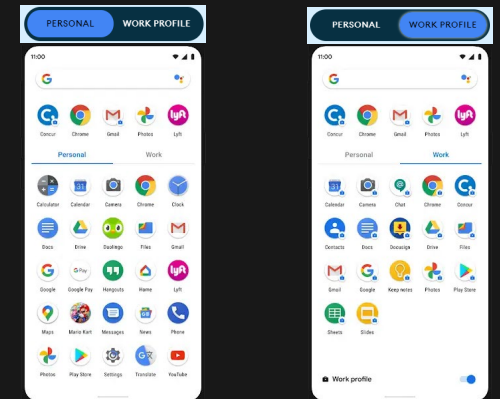 PERSONAL WORK PROFILE
11:00
G
Concur Chrome Gmail Photos Lyft
Personal Work
Calculator Calendar Camera Chrome Clock
Docs Drive Duolingo Files Gmail
Google Google Pay Hangouts Home Lyft
Maps Mario Kart Messages News Phone
Photos Play Store Settings Translate YouTube
PERSONAL WORK PROFILE
11:00
G
Concur Chrome Gmail Photos Lyft
Personal Work
Calendar Camera Chat Chrome Concur
Contacts Docs Docusign Drive Files
Gmail Google Keep notes Photos Play Store
Sheets Slides
Work profile